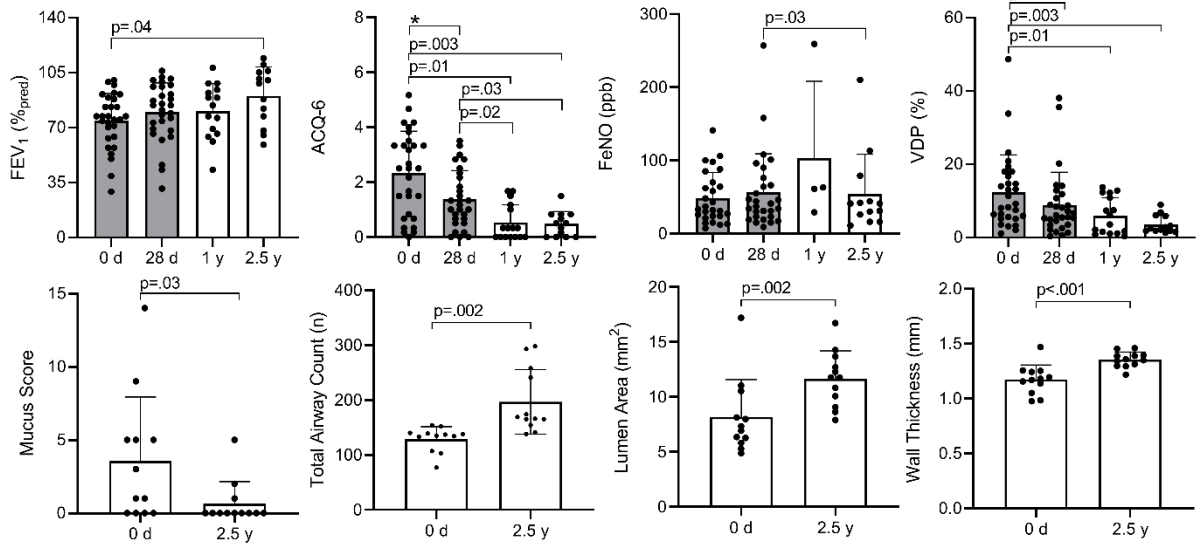 FEV1 (%pred)
140
105
70
35
0
p=.04
0 d
28 d
1 y
2.5 y
ACQ-6
8
6
4
2
0
*
p=.003
p=.01
p=.03
p=.02
0 d
28 d
1 y
2.5 y
FeNO (ppb)
300
200
100
0
p=.03
0 d
28 d
1 y
2.5 y
VDP (%)
60
40
20
0
p=.003
p=.01
0 d
28 d
1 y
2.5 y
Mucus Score
15
10
5
0
p=.03
0 d
2.5 y
Total Airway Count (n)
400
300
200
100
0
p=.002
0 d
2.5 y
Lumen Area (mm2)
20
15
10
5
0
p=.002
0 d
2.5 y
Wall Thickness (mm)
2.0
1.5
1.0
0.5
0.0
p<.001
0 d
2.5 y